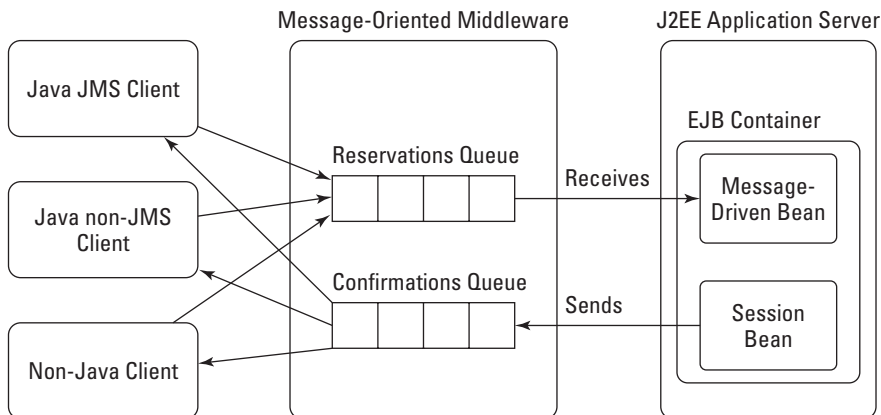 Message-Oriented Middleware
J2EE Application Server
Java JMS Client
EJB Container
Reservations Queue
Receives
Message-
Driven Bean
Java non-JMS
Client
Confirmations Queue
Sends
Session
Bean
Non-Java Client